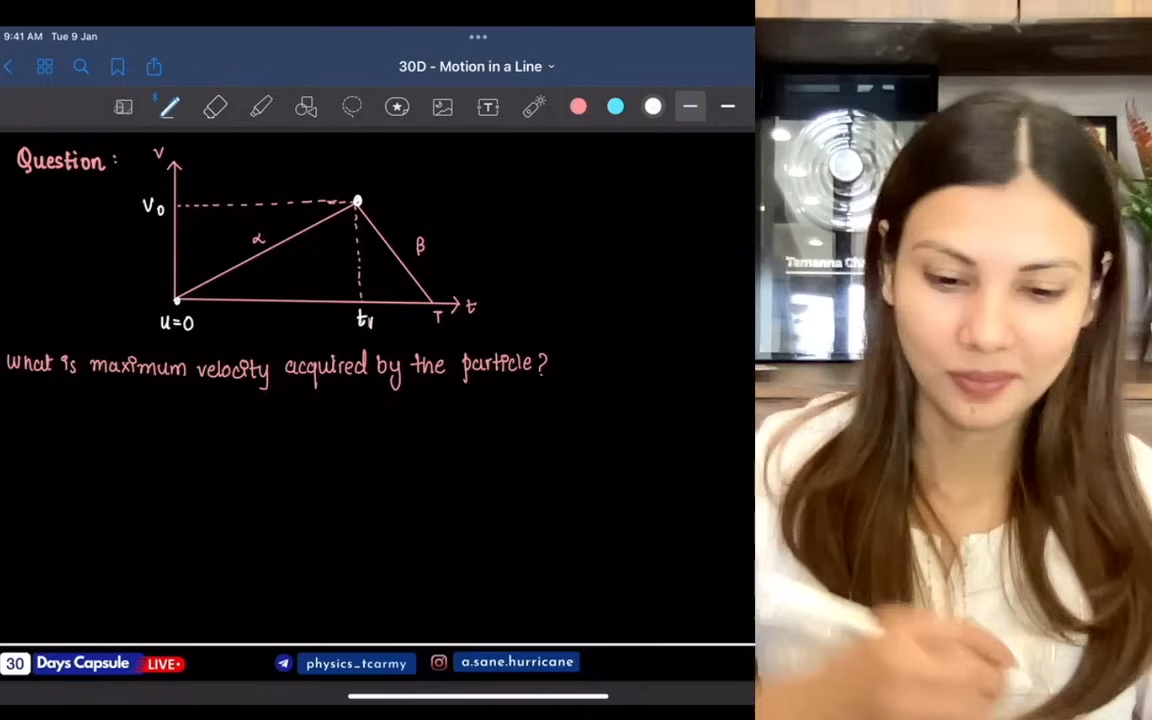 9:41 AM Tue 9 Jan
30D - Motion in a Line
T
Question:
v
V0
α
β
u=0
t1
T
t
What is maximum velocity acquired by the particle?
30 Days Capsule LIVE
physics_tcarmy
a.sane.hurricane